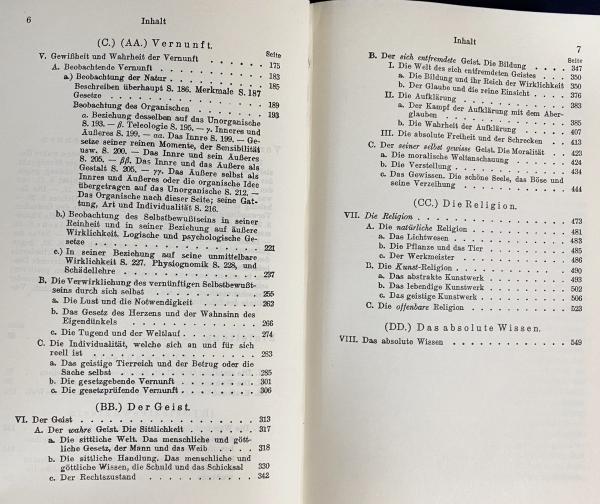 6 Inhalt
(C.) (AA.) Vernunft.
Seite
V. Gewißheit und Wahrheit der Vernunft . . . . . . . 175
A. Beobachtende Vernunft . . . . . . . . . . . 183
a.) Beobachtung der Natur . . . . . . . . . . 185
Beschreiben überhaupt S. 186. Merkmale S. 187
Gesetze . . . . . . . . . . . . . . . . 189
Beobachtung des Organischen . . . . . . . . 193
α. Beziehung desselben auf das Unorganische
S. 193. — β. Teleologie S. 195. — γ. Inneres und
Äußeres S. 199. — αα. Das Innre S. 199. — Ge-
setze seiner reinen Momente, der Sensibilität
usw. S. 200. — Das Innre und sein Äußeres
S. 205. — ββ. Das Innre und das Äußere als
Gestalt S. 205. — γγ. Das Äußere selbst als
Innres und Äußeres oder die organische Idee
übertragen auf das Unorganische S. 212. —
Das Organische nach dieser Seite; seine Gat-
tung, Art und Individualität S. 216.
b.) Beobachtung des Selbstbewußtseins in seiner
Reinheit und in seiner Beziehung auf äußere
Wirklichkeit. Logische und psychologische Ge-
setze . . . . . . . . . . . . . . . . 221
c.) In seiner Beziehung auf seine unmittelbare
Wirklichkeit S. 227. Physiognomik S. 228, und
Schädellehre . . . . . . . . . . . . . . 237
B. Die Verwirklichung des vernünftigen Selbstbewußt-
seins durch sich selbst . . . . . . . . . . . 255
a. Die Lust und die Notwendigkeit . . . . . . . 262
b. Das Gesetz des Herzens und der Wahnsinn des
Eigendünkels . . . . . . . . . . . . . . 266
c. Die Tugend und der Weltlauf . . . . . . . . 274
C. Die Individualität, welche sich an und für sich
reell ist . . . . . . . . . . . . . . . . 283
a. Das geistige Tierreich und der Betrug oder die
Sache selbst . . . . . . . . . . . . . . 285
b. Die gesetzgebende Vernunft . . . . . . . . . 301
c. Die gesetzprüfende Vernunft . . . . . . . . . 306
(BB.) Der Geist.
VI. Der Geist . . . . . . . . . . . . . . . . 313
A. Der wahre Geist. Die Sittlichkeit . . . . . . . 317
a. Die sittliche Welt. Das menschliche und gött-
liche Gesetz, der Mann und das Weib . . . . . 318
b. Die sittliche Handlung. Das menschliche und
göttliche Wissen, die Schuld und das Schicksal 330
c. Der Rechtszustand . . . . . . . . . . . . 342
Inhalt 7
Seite
B. Der sich entfremdete Geist. Die Bildung . . . . . 347
I. Die Welt des sich entfremdeten Geistes . . . . 350
a. Die Bildung und ihr Reich der Wirklichkeit 350
b. Der Glaube und die reine Einsicht . . . . . 376
II. Die Aufklärung . . . . . . . . . . . . . 383
a. Der Kampf der Aufklärung mit dem Aber-
glauben . . . . . . . . . . . . . . . 385
b. Die Wahrheit der Aufklärung . . . . . . . 407
III. Die absolute Freiheit und der Schrecken . . . . 413
C. Der seiner selbst gewisse Geist. Die Moralität . . . 423
a. Die moralische Weltanschauung . . . . . . . 424
b. Die Verstellung . . . . . . . . . . . . . 434
c. Das Gewissen. Die schöne Seele, das Böse und
seine Verzeihung . . . . . . . . . . . . 444
(CC.) Die Religion.
VII. Die Religion . . . . . . . . . . . . . . . 473
A. Die natürliche Religion . . . . . . . . . . . 481
a. Das Lichtwesen . . . . . . . . . . . . . 483
b. Die Pflanze und das Tier . . . . . . . . . 485
c. Der Werkmeister . . . . . . . . . . . . . 486
B. Die Kunst-Religion . . . . . . . . . . . . 490
a. Das abstrakte Kunstwerk . . . . . . . . . 493
b. Das lebendige Kunstwerk . . . . . . . . . 502
c. Das geistige Kunstwerk . . . . . . . . . . 506
C. Die offenbare Religion . . . . . . . . . . . 523
(DD.) Das absolute Wissen.
VIII. Das absolute Wissen . . . . . . . . . . . . 549